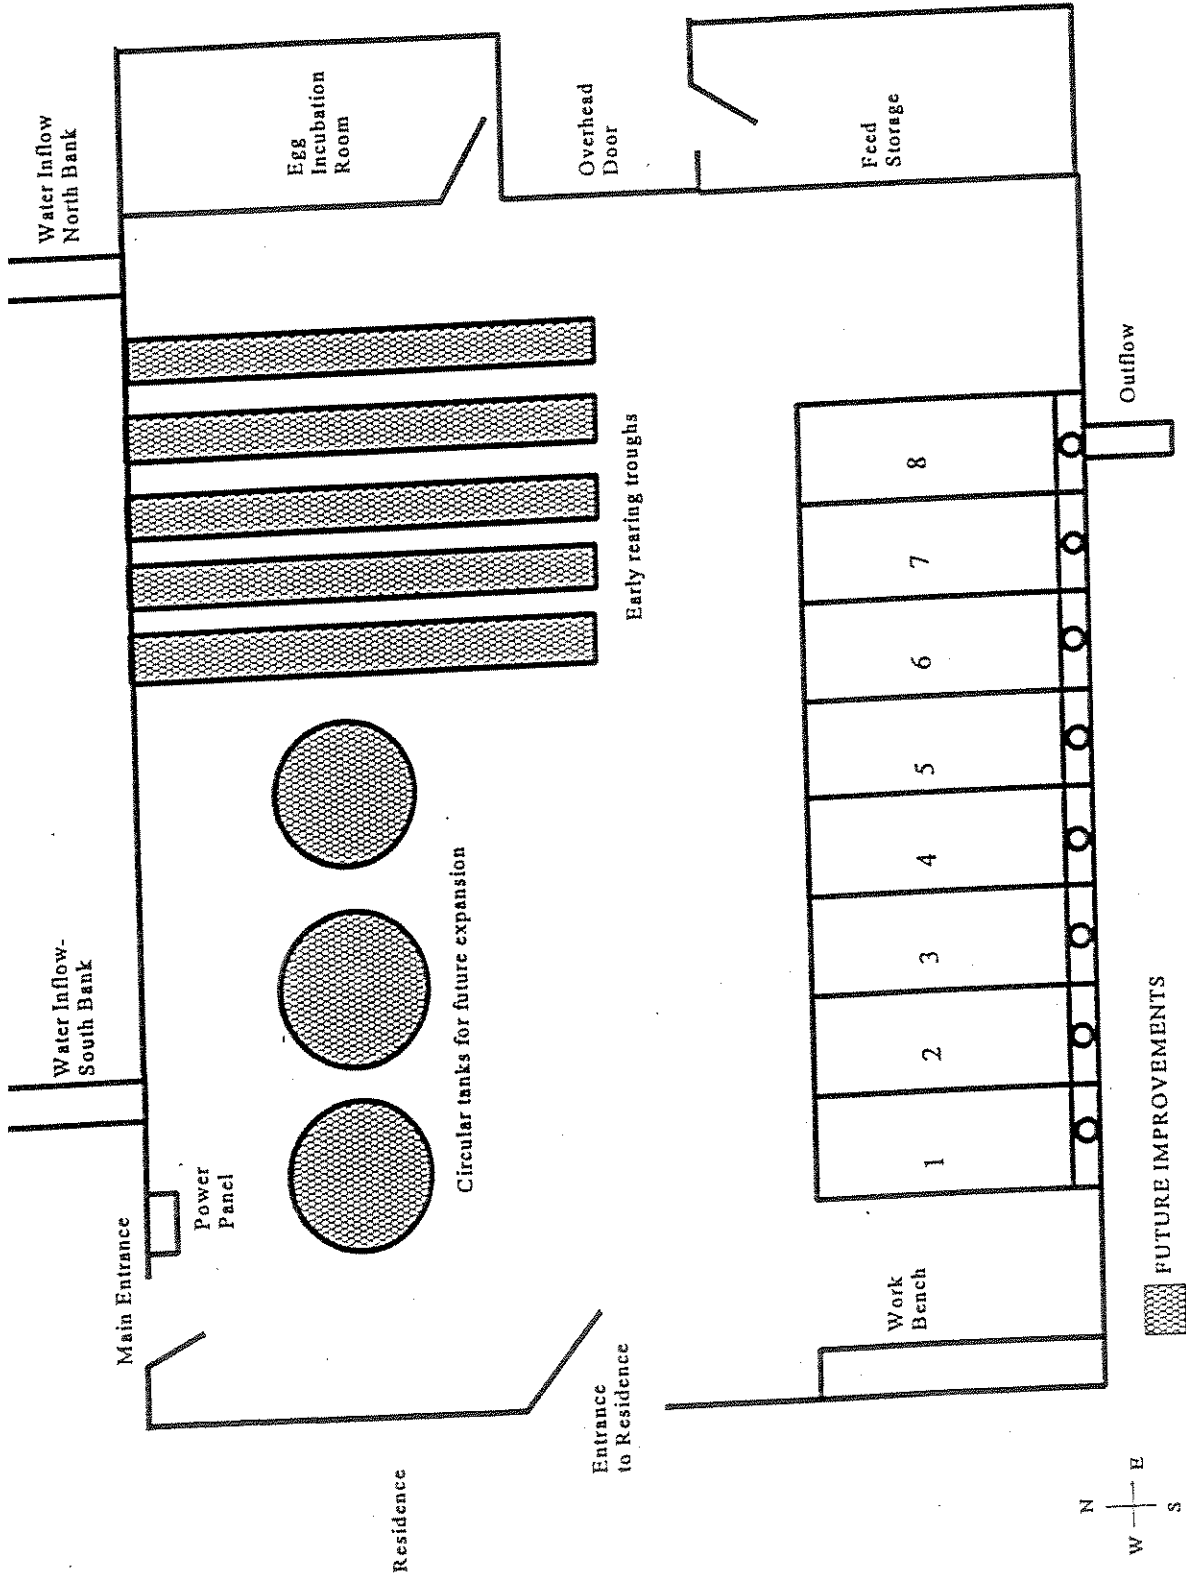 Water Inflow-
South Bank
Water Inflow
North Bank
Main Entrance
Power
Panel
Egg
Incubation
Room
Residence
Circular tanks for future expansion
Early rearing troughs
Overhead
Door
Entrance
to Residence
Work
Bench
1
2
3
4
5
6
7
8
Feed
Storage
Outflow
FUTURE IMPROVEMENTS
N
W
E
S